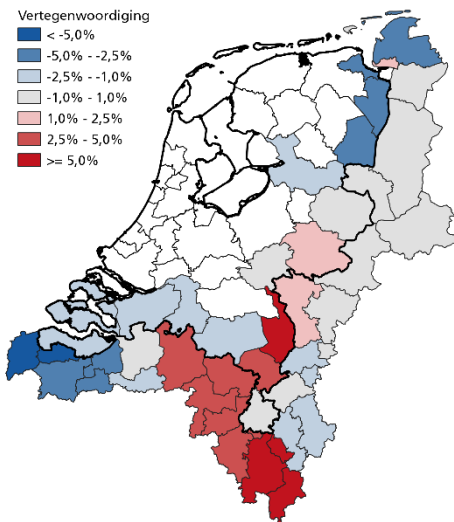 Vertegenwoordiging
< -5,0%
-5,0% - -2,5%
-2,5% - -1,0%
-1,0% - 1,0%
1,0% - 2,5%
2,5% - 5,0%
>= 5,0%